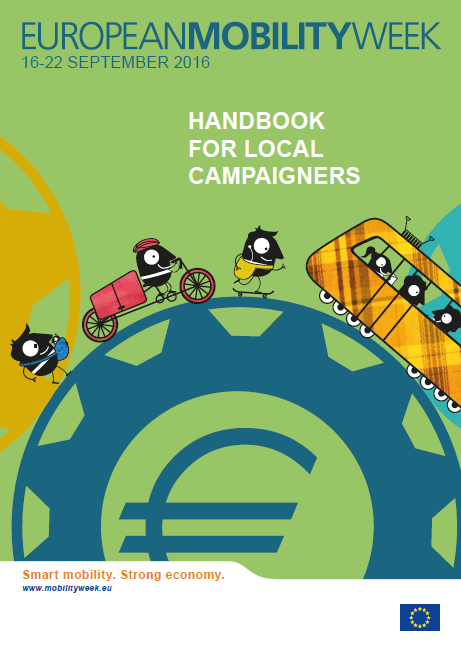 EUROPEANMOBILITYWEEK
16-22 SEPTEMBER 2016
HANDBOOK
FOR LOCAL
CAMPAIGNERS
€
Smart mobility. Strong economy.
www.mobilityweek.eu